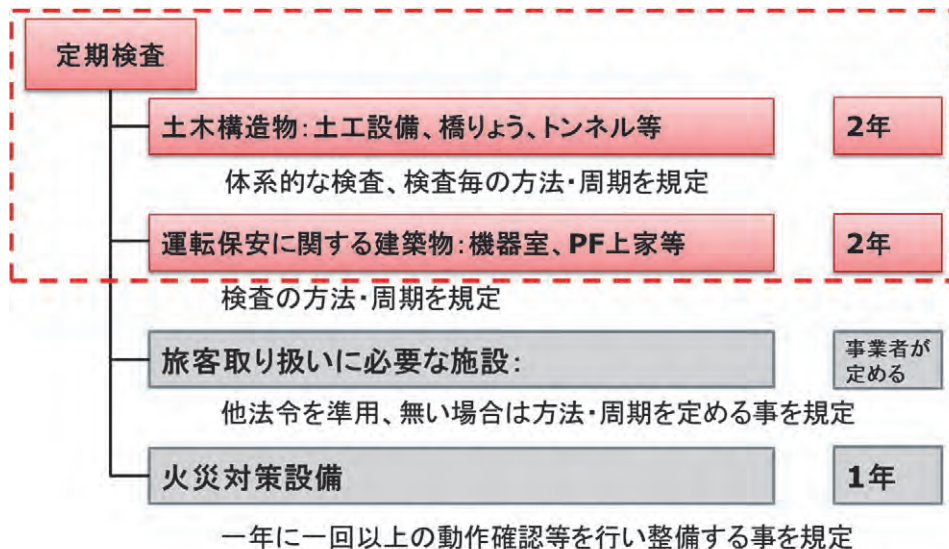 定期検査
土木構造物：土工設備、橋りょう、トンネル等 2年
体系的な検査、検査毎の方法・周期を規定
運転保安に関する建築物：機器室、PF上家等 2年
検査の方法・周期を規定
旅客取り扱いに必要な施設： 事業者が
定める
他法令を準用、無い場合は方法・周期を定める事を規定
火災対策設備 1年
一年に一回以上の動作確認等を行い整備する事を規定